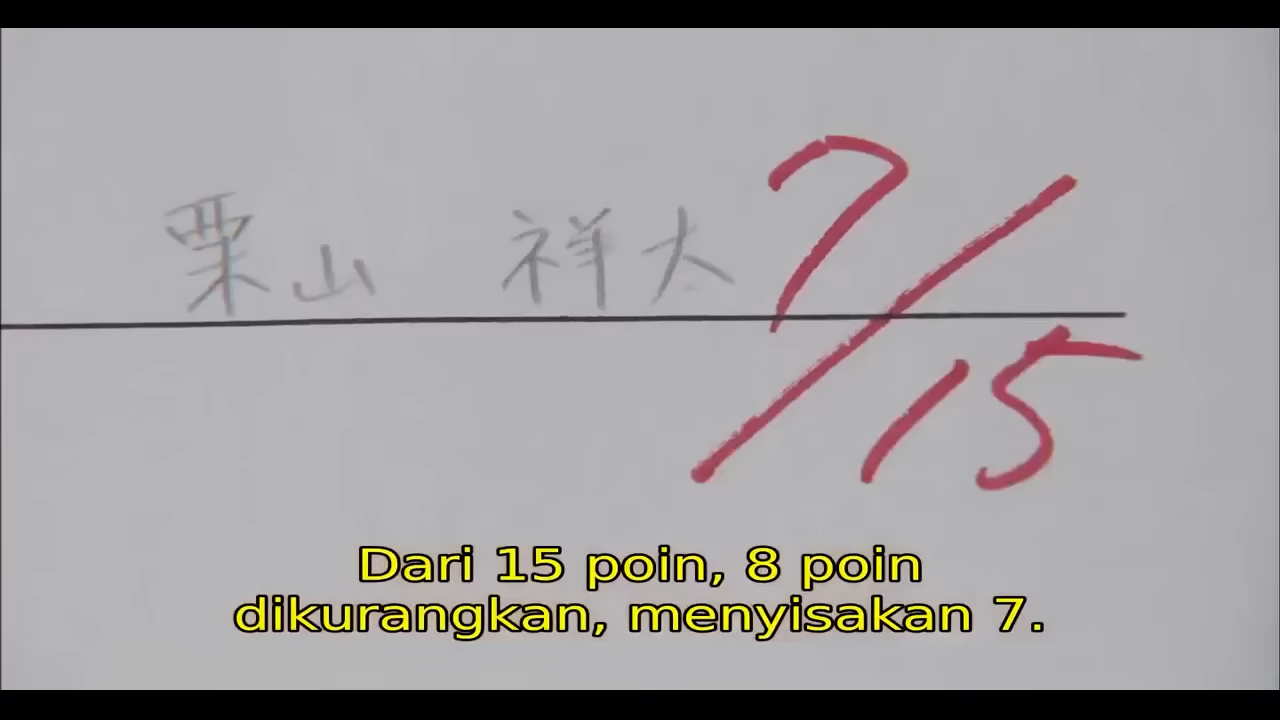 栗山 祥太
7/15
Dari 15 poin, 8 poin
dikurangkan, menyisakan 7.